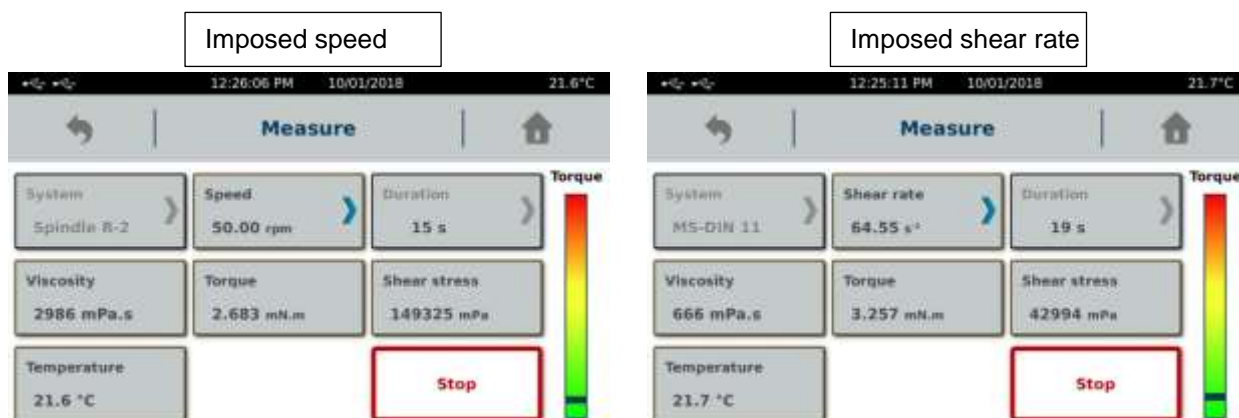 Imposed speed
12:26:06 PM 10/01/2018 21.6°C
Measure
Torque
System
Spindle R-2
Speed
50.00 rpm
Duration
15 s
Viscosity
2986 mPa.s
Torque
2.683 mN.m
Shear stress
149325 mPa
Temperature
21.6 °C
Stop
Imposed shear rate
12:25:11 PM 10/01/2018 21.7°C
Measure
Torque
System
MS-DIN 11
Shear rate
64.55 s⁻¹
Duration
19 s
Viscosity
666 mPa.s
Torque
3.257 mN.m
Shear stress
42994 mPa
Temperature
21.7 °C
Stop